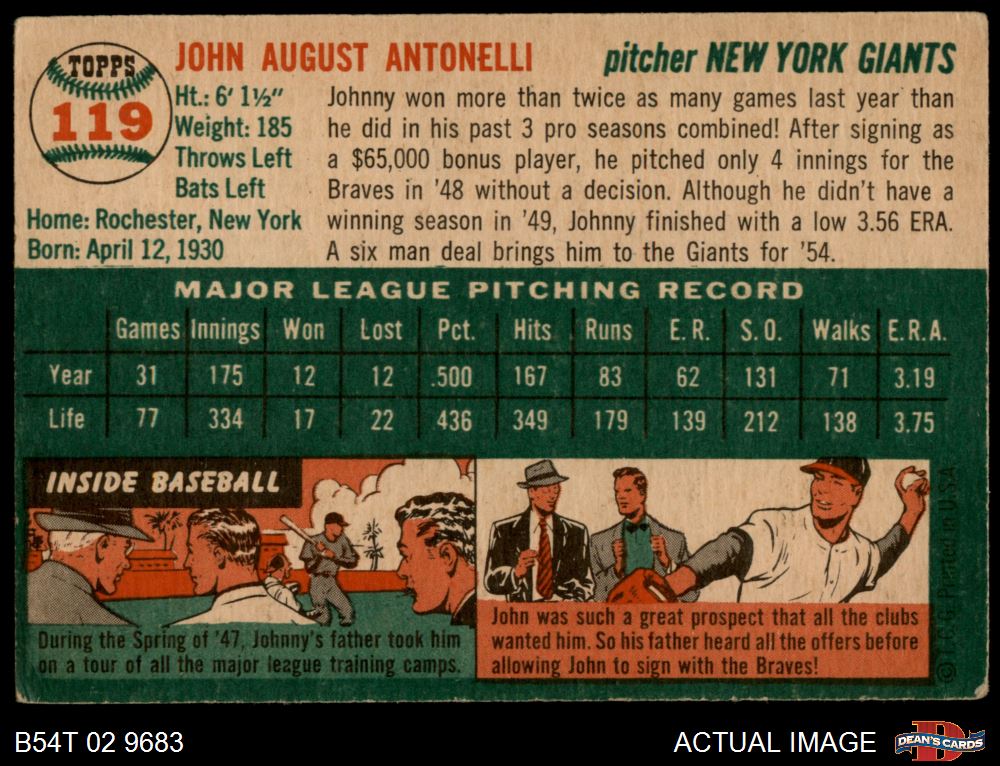 TOPPS
119
JOHN AUGUST ANTONELLI
pitcher NEW YORK GIANTS
Ht.: 6' 1½"
Weight: 185
Throws Left
Bats Left
Home: Rochester, New York
Born: April 12, 1930
Johnny won more than twice as many games last year than
he did in his past 3 pro seasons combined! After signing as
a $65,000 bonus player, he pitched only 4 innings for the
Braves in '48 without a decision. Although he didn't have a
winning season in '49, Johnny finished with a low 3.56 ERA.
A six man deal brings him to the Giants for '54.
MAJOR LEAGUE PITCHING RECORD
Games Innings Won Lost Pct. Hits Runs E. R. S. O. Walks E. R. A.
Year 31 175 12 12 .500 167 83 62 131 71 3.19
Life 77 334 17 22 436 349 179 139 212 138 3.75
INSIDE BASEBALL
During the Spring of '47, Johnny's father took him
on a tour of all the major league training camps.
John was such a great prospect that all the clubs
wanted him. So his father heard all the offers before
allowing John to sign with the Braves!
© T. C. G. Printed in U.S.A
B54T 02 9683
ACTUAL IMAGE
D
DEAN'S CARDS